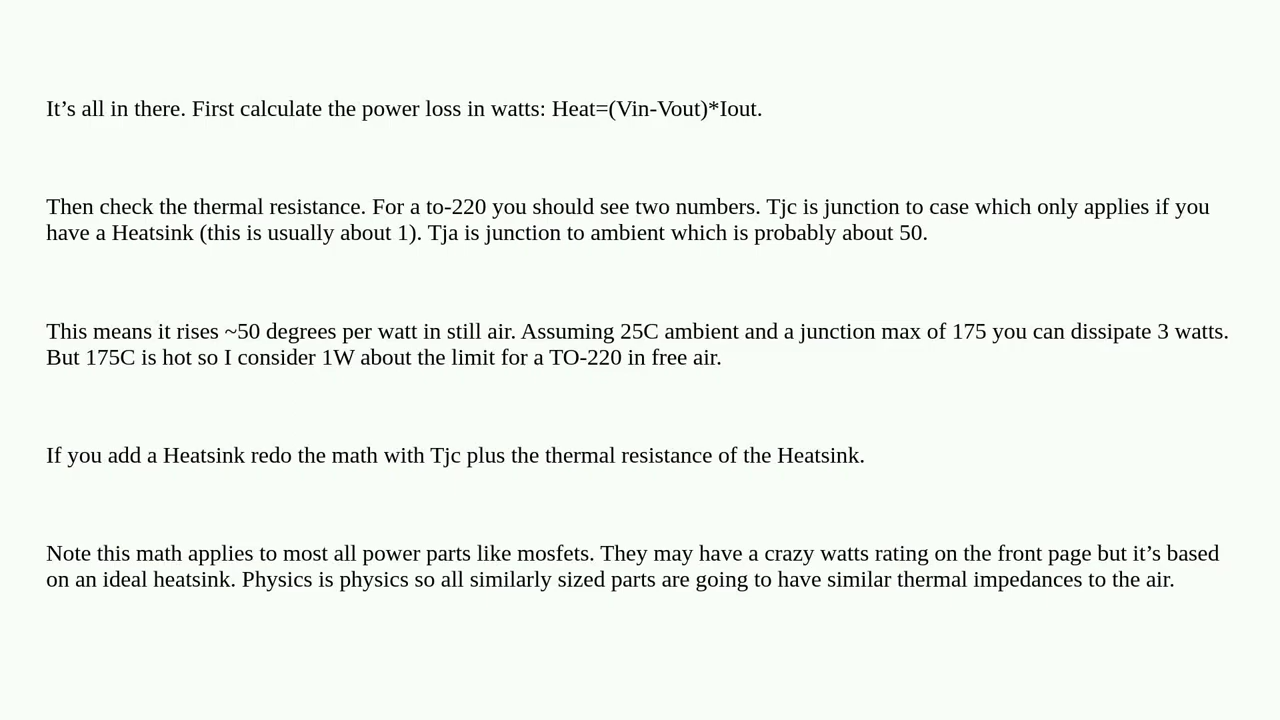 It’s all in there. First calculate the power loss in watts: Heat=(Vin-Vout)*Iout.
Then check the thermal resistance. For a to-220 you should see two numbers. Tjc is junction to case which only applies if you
have a Heatsink (this is usually about 1). Tja is junction to ambient which is probably about 50.
This means it rises ~50 degrees per watt in still air. Assuming 25C ambient and a junction max of 175 you can dissipate 3 watts.
But 175C is hot so I consider 1W about the limit for a TO-220 in free air.
If you add a Heatsink redo the math with Tjc plus the thermal resistance of the Heatsink.
Note this math applies to most all power parts like mosfets. They may have a crazy watts rating on the front page but it’s based
on an ideal heatsink. Physics is physics so all similarly sized parts are going to have similar thermal impedances to the air.